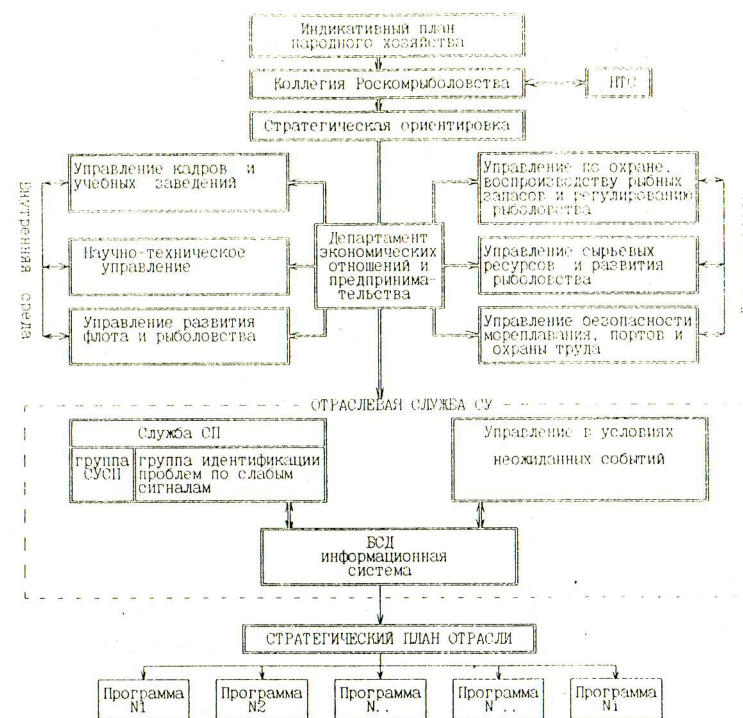 Индикативный план
народного хозяйства
Коллегия Роскомрыболовства
НТС
Стратегическая ориентировка
Управление кадров и
учебных заведений
Научно-техническое
управление
Управление развития
флота и рыболовства
Внутренняя среда
Департамент
экономических
отношений и
предпринима-
тельства
Управление по охране,
воспроизводству рыбных
запасов и регулированию
рыболовства
Управление сырьевых
ресурсов и развития
рыболовства
Управление безопасности
мореплавания, портов и
охраны труда
ОТРАСЛЕВАЯ СЛУЖБА СУ
Служба СП
группа
СУСП
группа идентификации
проблем по слабым
сигналам
Управление в условиях
неожиданных событий
БСД
информационная
система
СТРАТЕГИЧЕСКИЙ ПЛАН ОТРАСЛИ
Программа
N1
Программа
N2
Программа
N..
Программа
N..
Программа
Ni